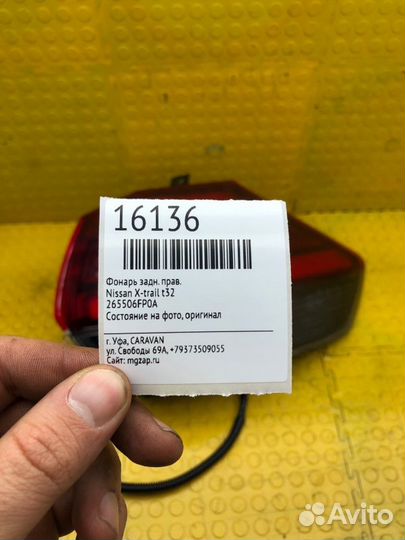 16136
Фонарь задн. прав.
Nissan X-trail t32
265506FP0A
Состояние на фото, оригинал
г. Уфа, CARAVAN
ул. Свободы 69А, +79373509055
Сайт: mgzap.ru
Avito